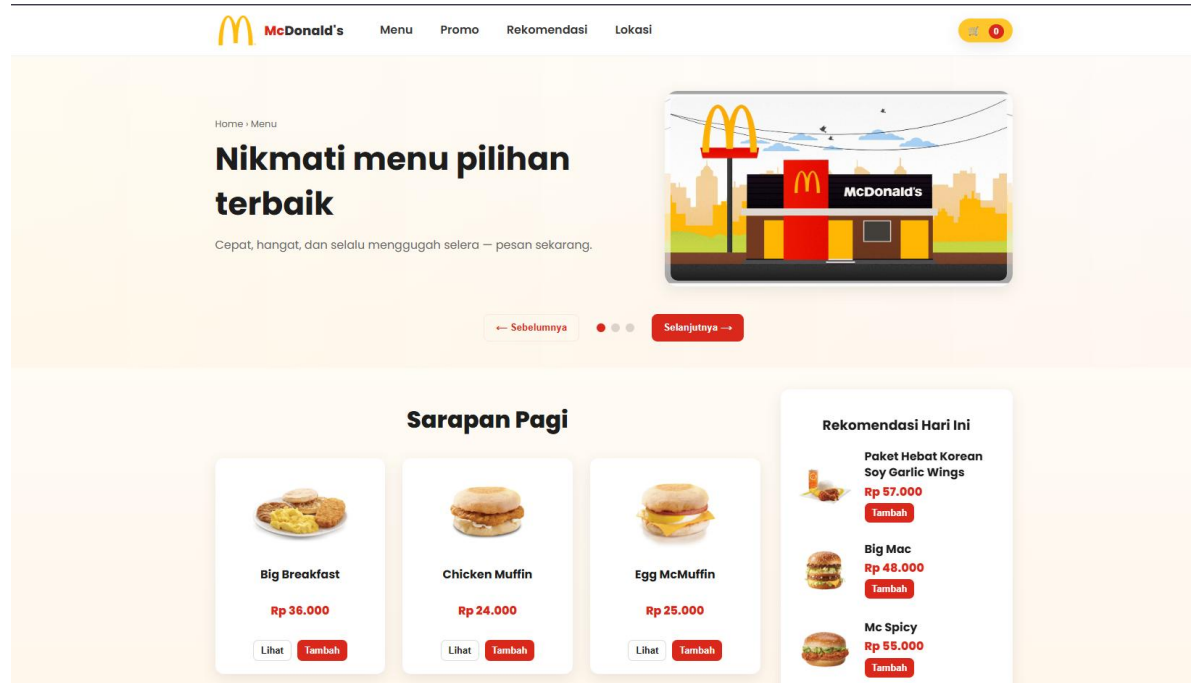 McDonald's
Menu
Promo
Rekomendasi
Lokasi
0
Home › Menu
Nikmati menu pilihan
terbaik
Cepat, hangat, dan selalu menggugah selera — pesan sekarang.
McDonald's
← Sebelumnya
Selanjutnya →
Sarapan Pagi
Big Breakfast
Rp 36.000
Lihat
Tambah
Chicken Muffin
Rp 24.000
Lihat
Tambah
Egg McMuffin
Rp 25.000
Lihat
Tambah
Rekomendasi Hari Ini
Paket Hebat Korean
Soy Garlic Wings
Rp 57.000
Tambah
Big Mac
Rp 48.000
Tambah
Mc Spicy
Rp 55.000
Tambah